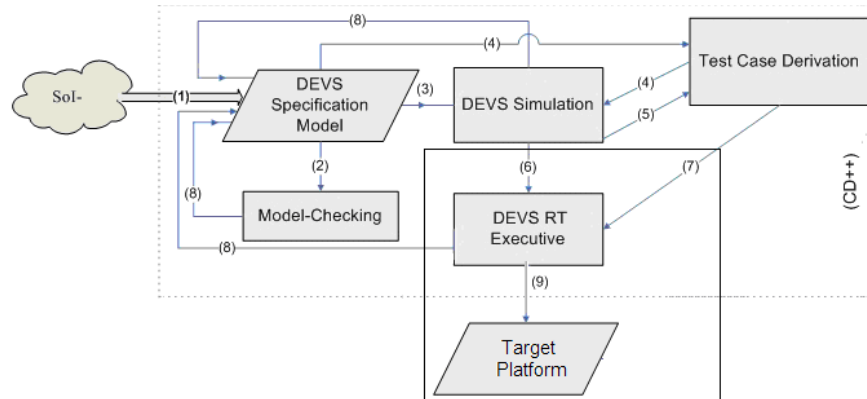 (8)
(4)
Test Case Derivation
SoI-
(1)
DEVS
Specification
Model
(3)
DEVS Simulation
(4)
(5)
(2)
(6)
(7)
(CD++)
(8)
Model-Checking
DEVS RT
Executive
(8)
(9)
Target
Platform